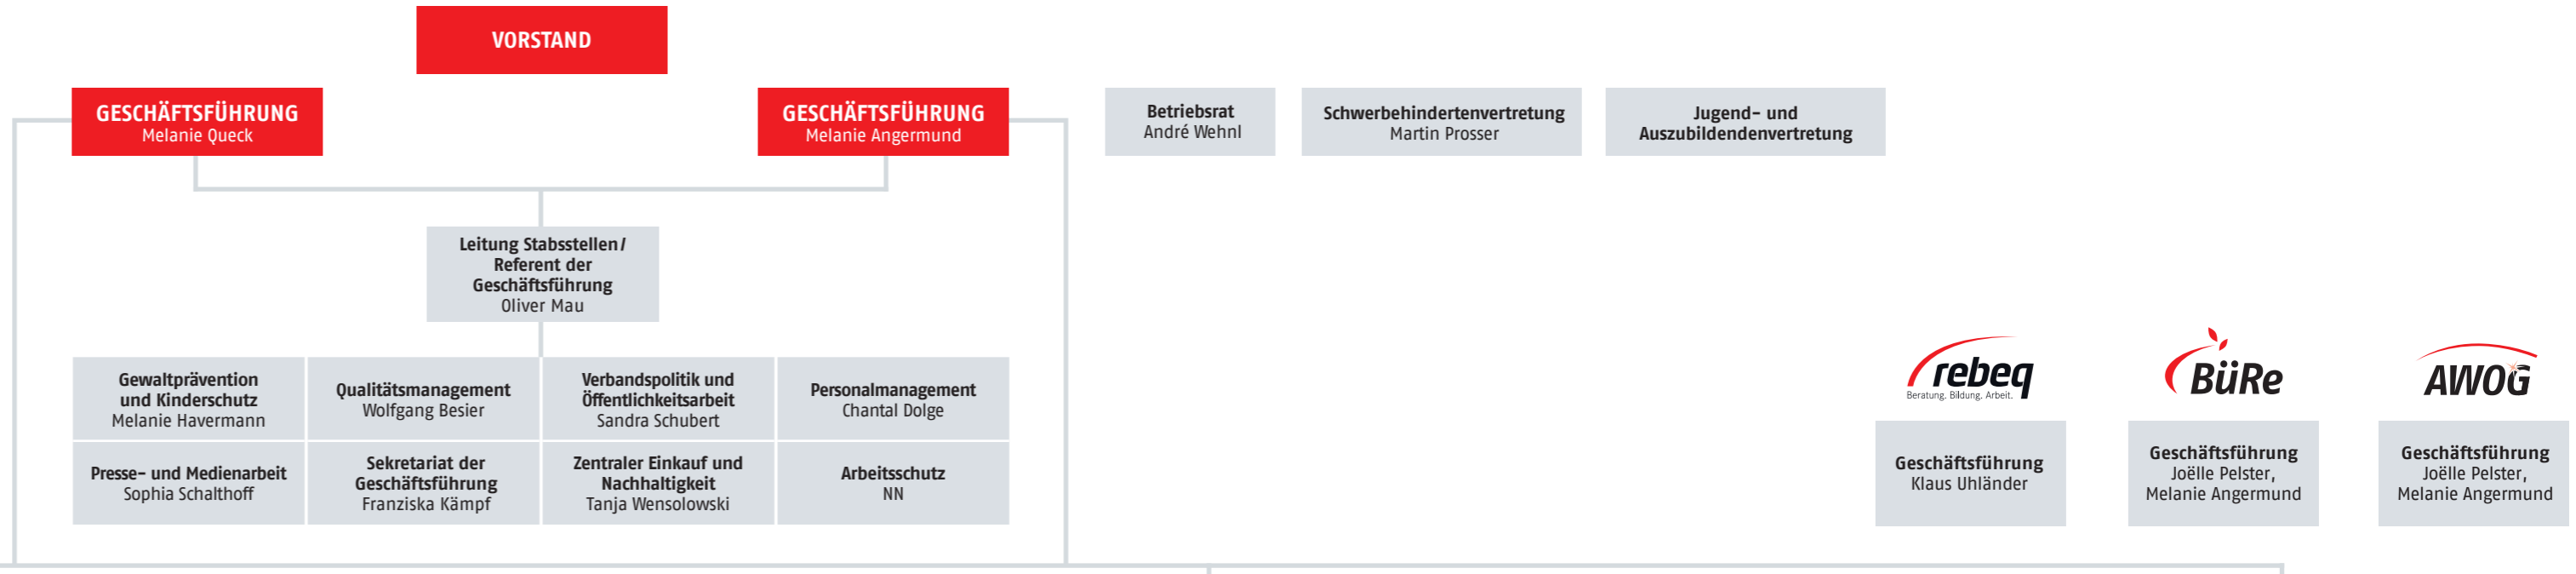 VORSTAND
GESCHÄFTSFÜHRUNG
Melanie Queck
GESCHÄFTSFÜHRUNG
Melanie Angermund
Betriebsrat
André Wehnl
Schwerbehindertenvertretung
Martin Prosser
Jugend- und
Auszubildendenvertretung
Leitung Stabsstellen/
Referent der
Geschäftsführung
Oliver Mau
Gewaltprävention
und Kinderschutz
Melanie Havermann
Qualitätsmanagement
Wolfgang Besier
Verbandspolitik und
Öffentlichkeitsarbeit
Sandra Schubert
Personalmanagement
Chantal Dolge
Presse- und Medienarbeit
Sophia Schalthoff
Sekretariat der
Geschäftsführung
Franziska Kämpf
Zentraler Einkauf und
Nachhaltigkeit
Tanja Wensolowski
Arbeitsschutz
NN
rebeq
Beratung. Bildung. Arbeit.
Geschäftsführung
Klaus Uhländer
BüRe
Geschäftsführung
Joëlle Pelster,
Melanie Angermund
AWOG
Geschäftsführung
Joëlle Pelster,
Melanie Angermund